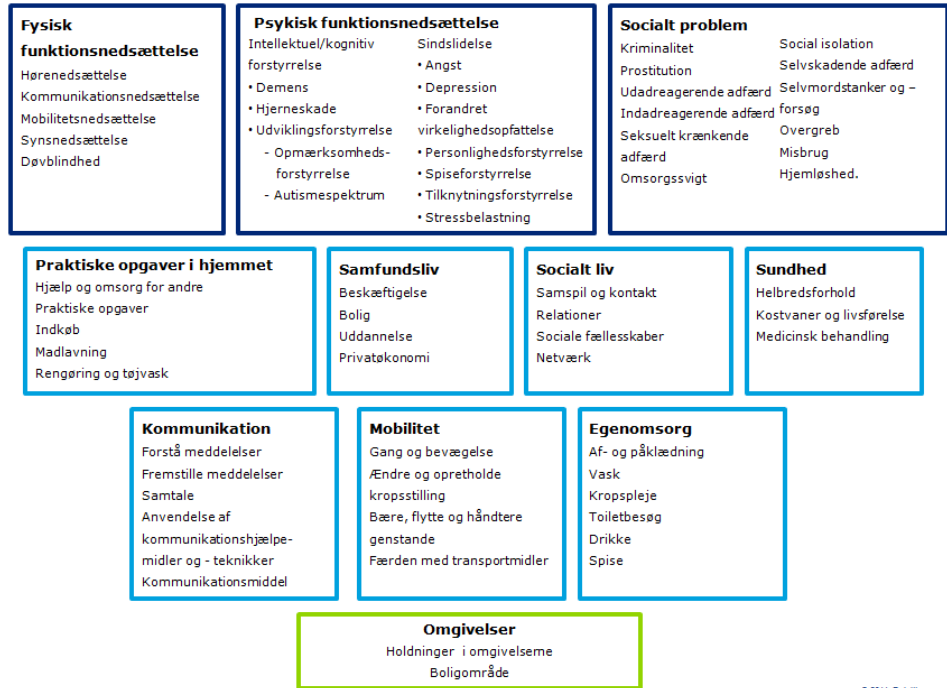 Fysisk
funktionsnedsættelse
Hørenedsættelse
Kommunikationsnedsættelse
Mobilitetsnedsættelse
Synsnedsættelse
Døvblindhed
Psykisk funktionsnedsættelse
Intellektuel/kognitiv
forstyrrelse
• Demens
• Hjerneskade
• Udviklingsforstyrrelse
- Opmærksomheds-
forstyrrelse
- Autismespektrum
Sindslidelse
• Angst
• Depression
• Forandret
virkelighedsopfattelse
• Personlighedsforstyrrelse
• Spiseforstyrrelse
• Tilknytningsforstyrrelse
• Stressbelastning
Socialt problem
Kriminalitet
Prostitution
Udadreagerende adfærd
Indadreagerende adfærd
Seksuelt krænkende
adfærd
Omsorgssvigt
Social isolation
Selvskadende adfærd
Selvmordstanker og –
forsøg
Overgreb
Misbrug
Hjemløshed.
Praktiske opgaver i hjemmet
Hjælp og omsorg for andre
Praktiske opgaver
Indkøb
Madlavning
Rengøring og tøjvask
Samfundsliv
Beskæftigelse
Bolig
Uddannelse
Privatøkonomi
Socialt liv
Samspil og kontakt
Relationer
Sociale fællesskaber
Netværk
Sundhed
Helbredsforhold
Kostvaner og livsførelse
Medicinsk behandling
Kommunikation
Forstå meddelelser
Fremstille meddelelser
Samtale
Anvendelse af
kommunikationshjælpe-
midler og - teknikker
Kommunikationsmiddel
Mobilitet
Gang og bevægelse
Ændre og opretholde
kropsstilling
Bære, flytte og håndtere
genstande
Færden med transportmidler
Egenomsorg
Af- og påklædning
Vask
Kropspleje
Toiletbesøg
Drikke
Spise
Omgivelser
Holdninger i omgivelserne
Boligområde